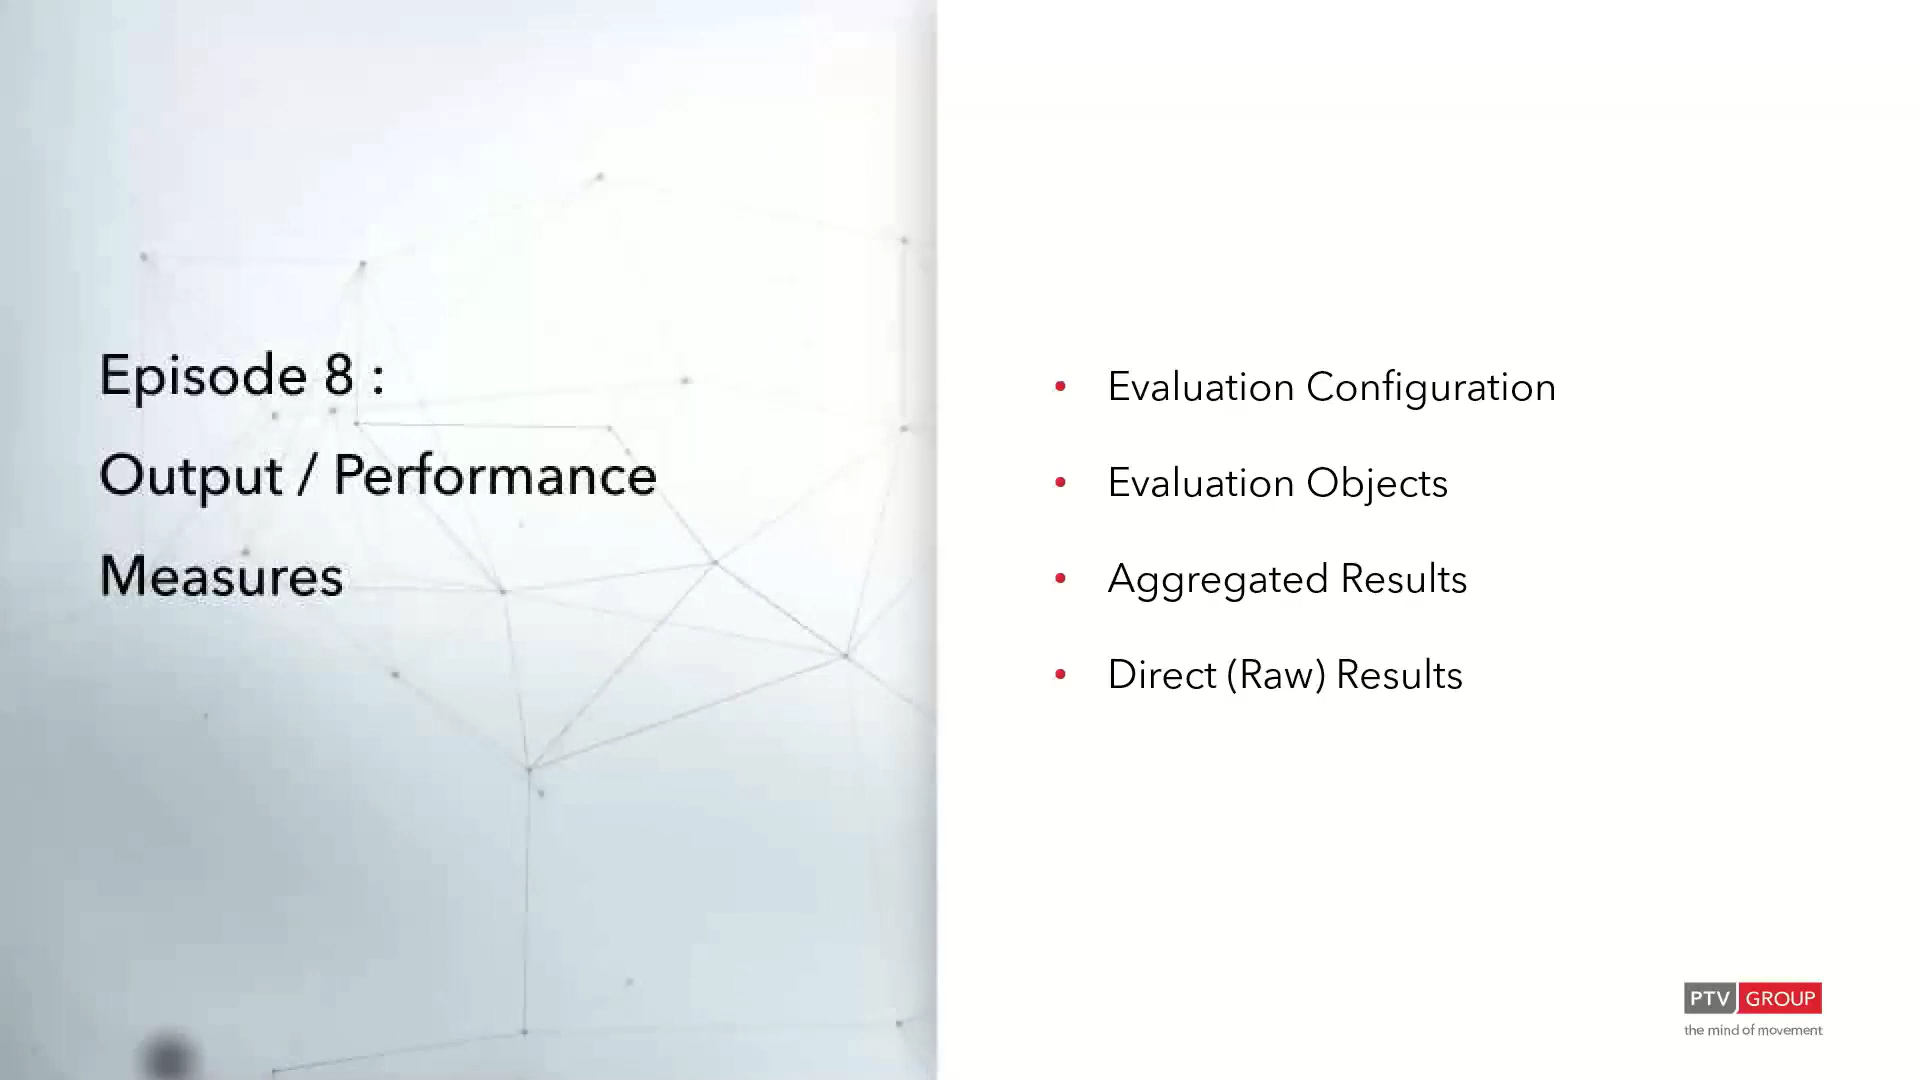 Episode 8 :
Output / Performance
Measures
• Evaluation Configuration
• Evaluation Objects
• Aggregated Results
• Direct (Raw) Results
PTV GROUP
the mind of movement